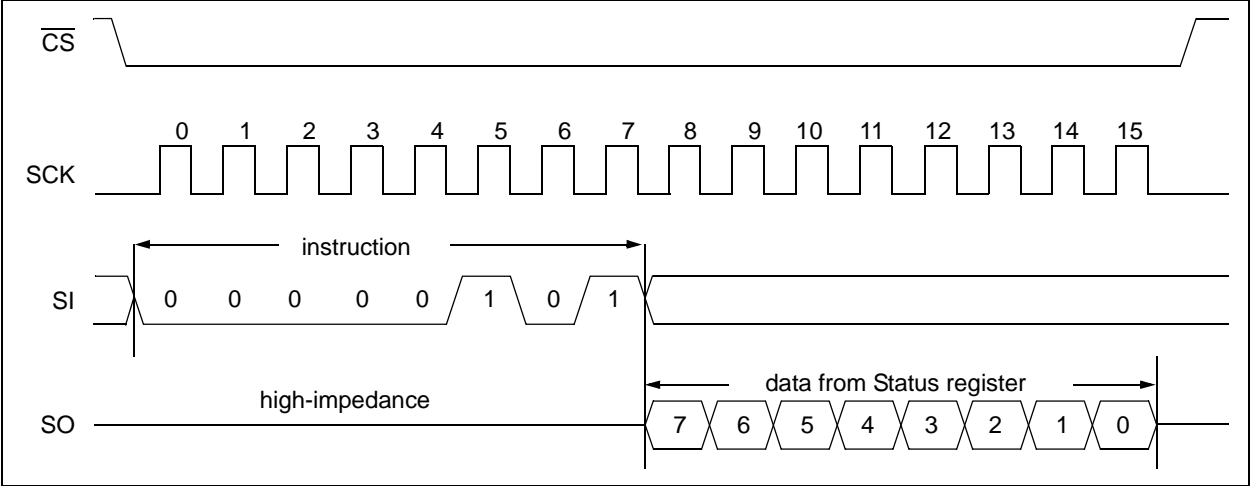 CS
0 1 2 3 4 5 6 7 8 9 10 11 12 13 14 15
SCK
instruction
SI 0 0 0 0 0 1 0 1
data from Status register
high-impedance
SO 7 6 5 4 3 2 1 0